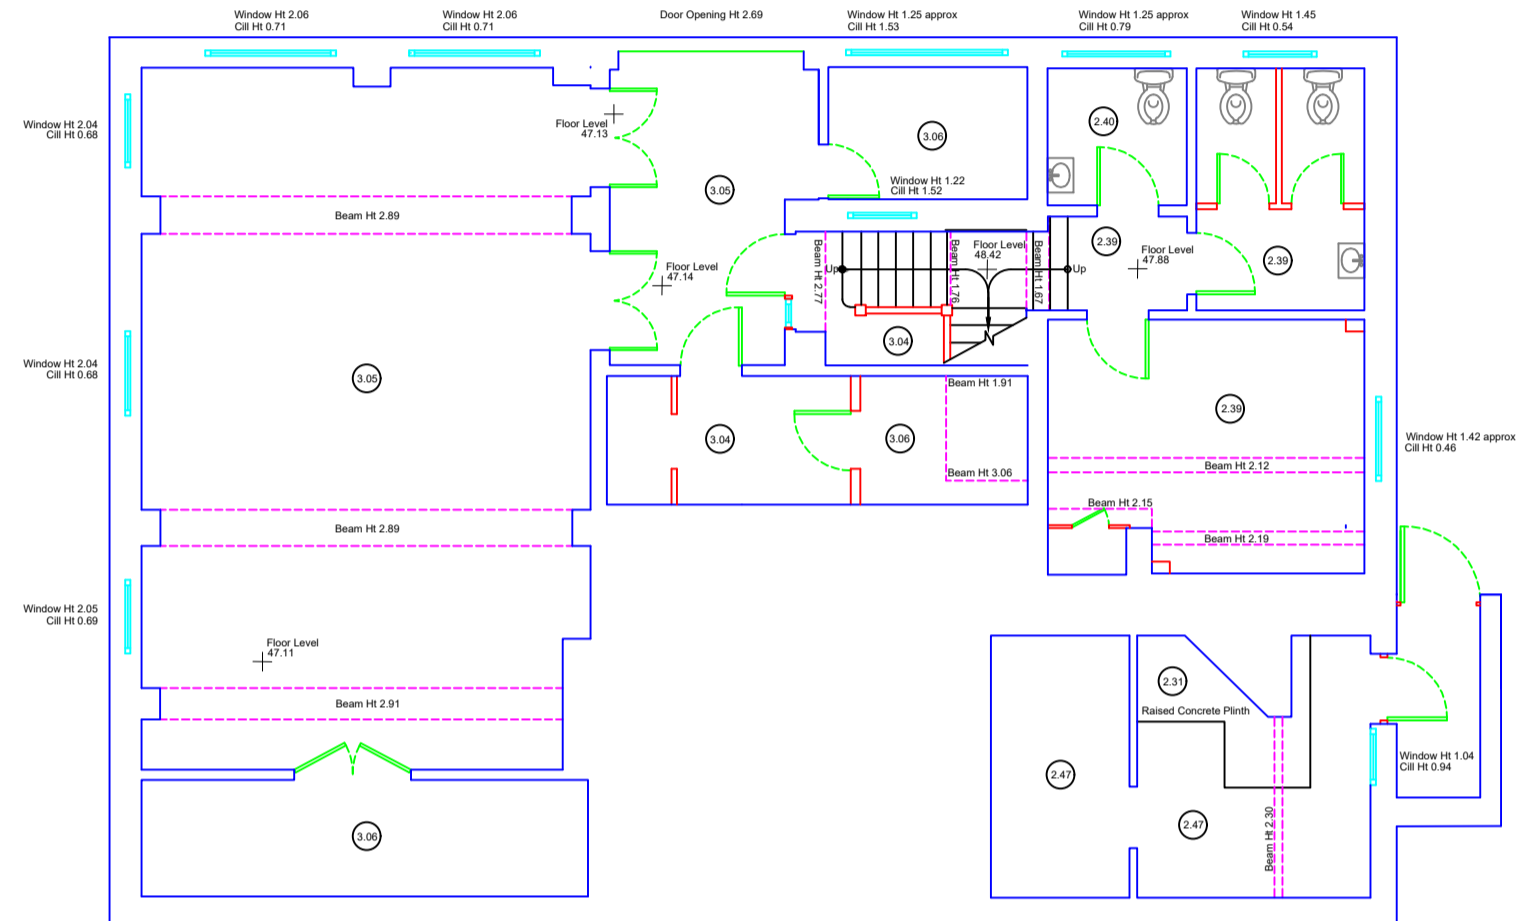 Window Ht 2.06
Cill Ht 0.71
Window Ht 2.06
Cill Ht 0.71
Door Opening Ht 2.69
Window Ht 1.25 approx
Cill Ht 1.53
Window Ht 1.25 approx
Cill Ht 0.79
Window Ht 1.45
Cill Ht 0.54
Window Ht 2.04
Cill Ht 0.68
Floor Level
47.13
3.06
2.40
3.05
Window Ht 1.22
Cill Ht 1.52
Beam Ht 2.89
Floor Level
47.14
Beam Ht 2.77
Up
Beam Ht 1.76
Floor Level
48.42
Beam Ht 1.67
Up
2.39
Floor Level
47.88
2.39
3.04
N
Window Ht 2.04
Cill Ht 0.68
3.05
Beam Ht 1.91
2.39
3.04
3.06
Window Ht 1.42 approx
Cill Ht 0.46
Beam Ht 3.06
Beam Ht 2.12
Beam Ht 2.15
Beam Ht 2.89
Beam Ht 2.19
Window Ht 2.05
Cill Ht 0.69
Floor Level
47.11
2.31
Beam Ht 2.91
Raised Concrete Plinth
Window Ht 1.04
Cill Ht 0.94
2.47
2.47
Beam Ht 2.30
3.06